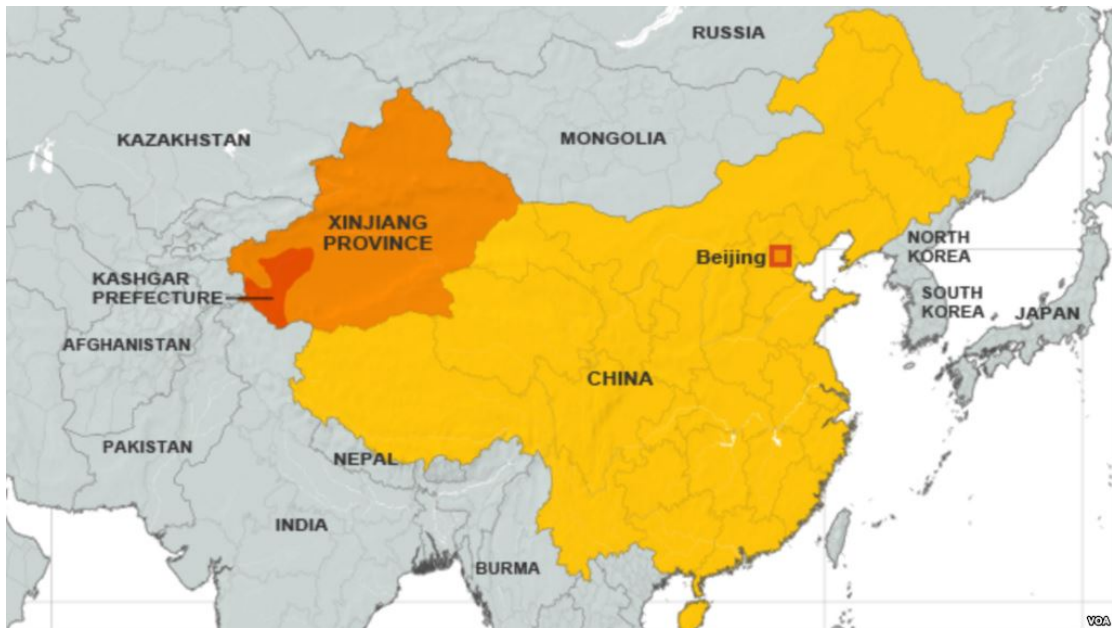 RUSSIA
KAZAKHSTAN
MONGOLIA
XINJIANG
PROVINCE
Beijing
NORTH
KOREA
KASHGAR
PREFECTURE
SOUTH
KOREA
JAPAN
AFGHANISTAN
CHINA
PAKISTAN
NEPAL
INDIA
BURMA
VOA